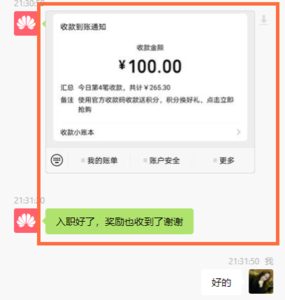 21:30:50
收款到账通知
收款金额
¥100.00
汇总 今日第4笔收款，共计¥265.30
备注 使用官方收款码收款送积分，积分换好礼，点击立即
抢购
收款小账本
我的账单
账户安全
更多
21:31:30
入职好了，奖励也收到了谢谢
21:31:50 我
好的